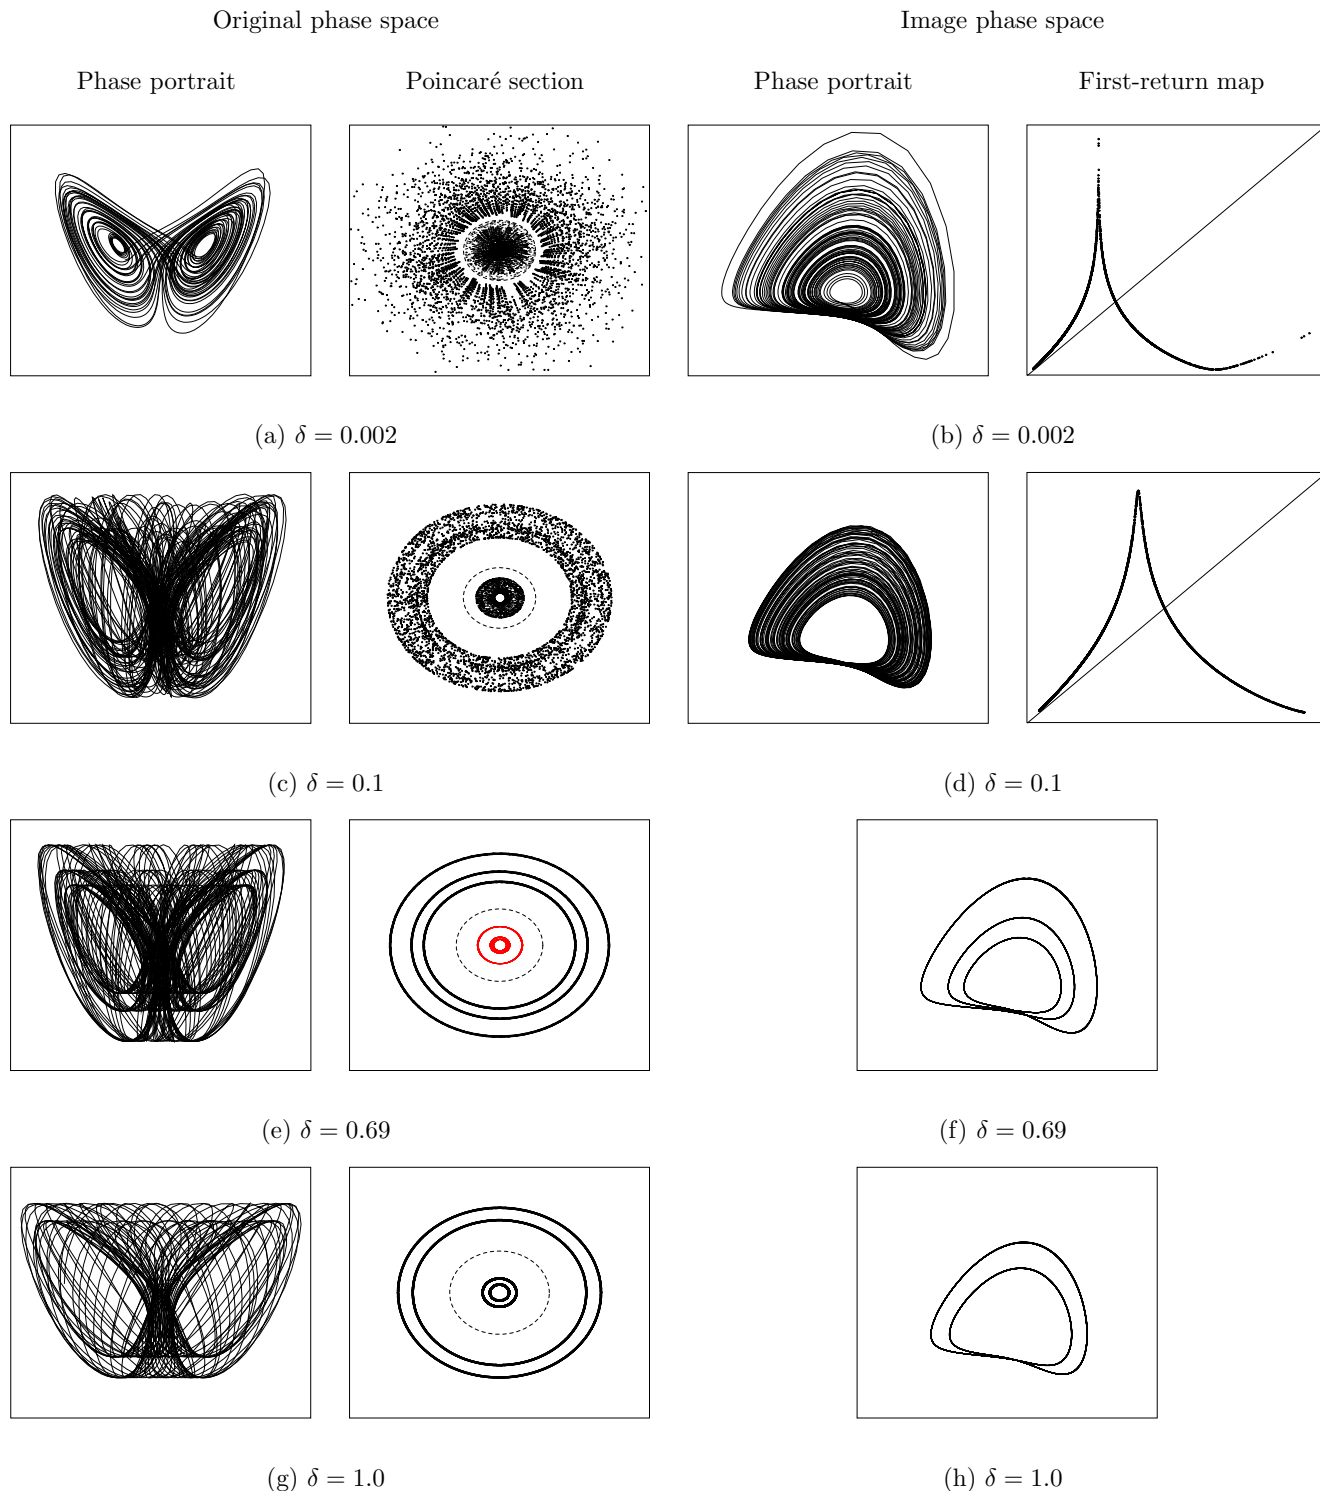 Original phase space Image phase space
Phase portrait Poincaré section Phase portrait First-return map
(a) δ = 0.002 (b) δ = 0.002
(c) δ = 0.1 (d) δ = 0.1
(e) δ = 0.69 (f) δ = 0.69
(g) δ = 1.0 (h) δ = 1.0